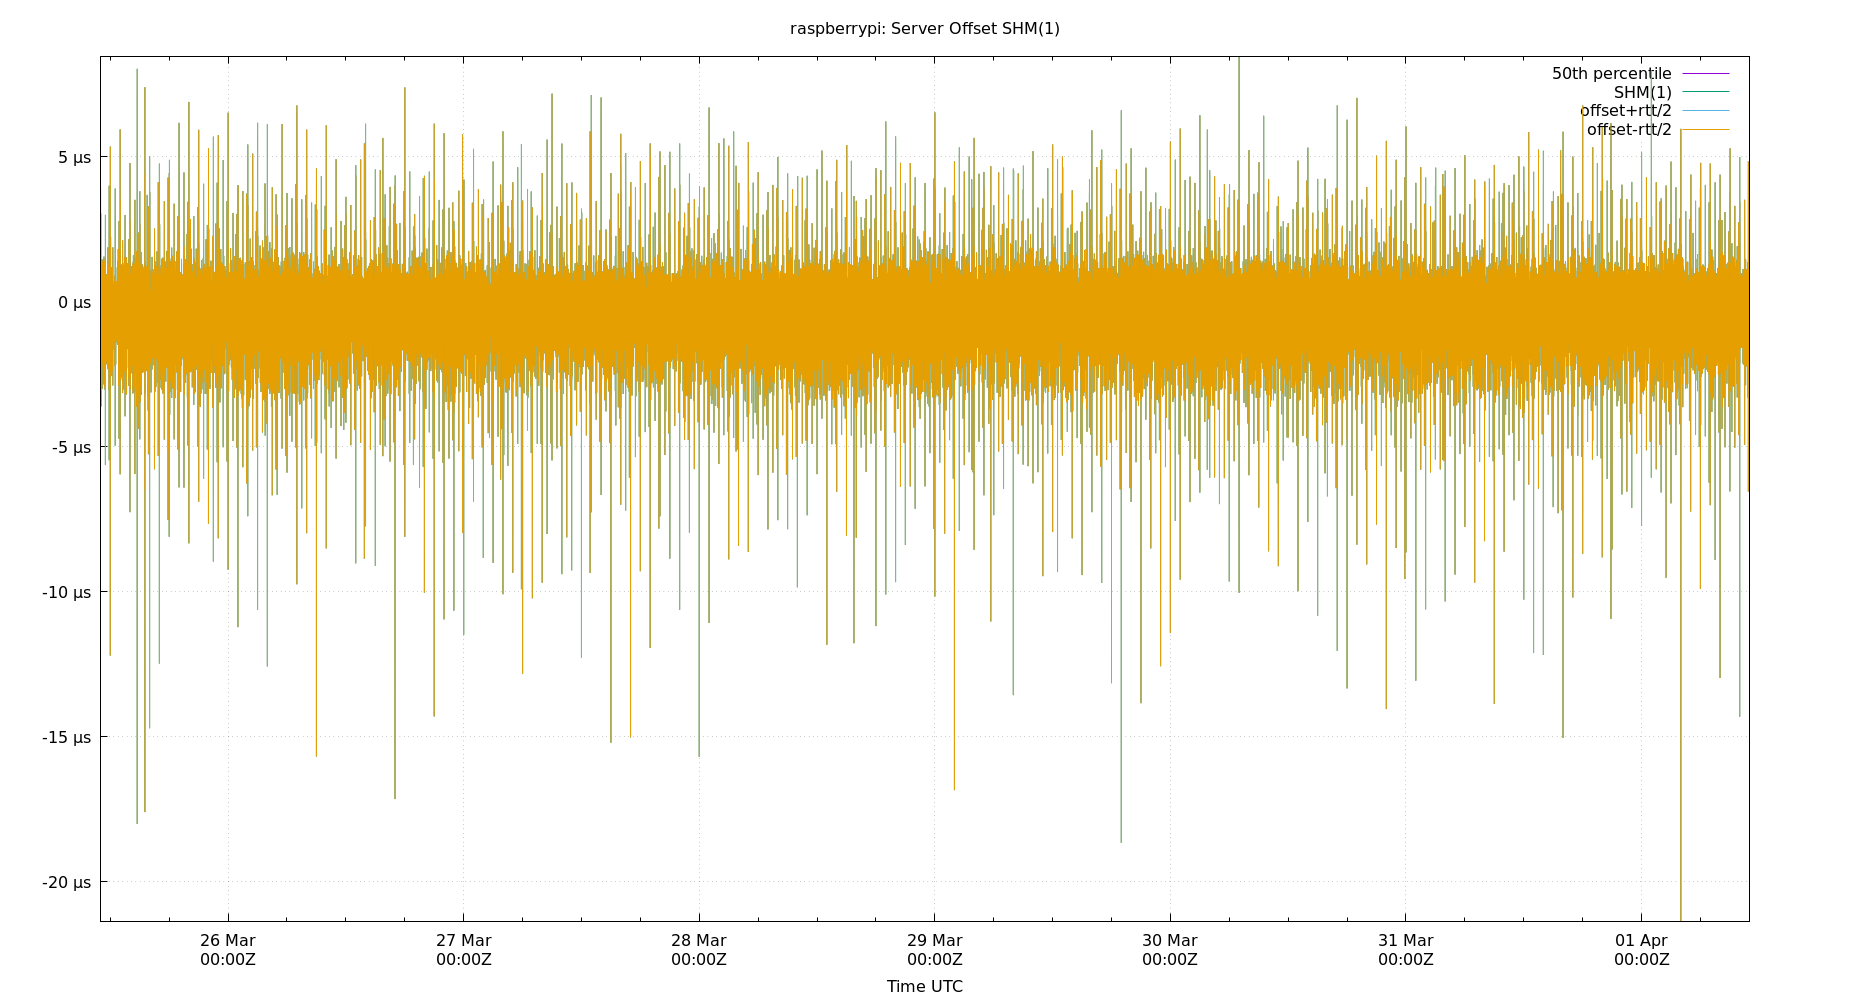 raspberrypi: Server Offset SHM(1)
50th percentile
SHM(1)
offset+rtt/2
offset-rtt/2
5 µs
0 µs
-5 µs
-10 µs
-15 µs
-20 µs
26 Mar 27 Mar 28 Mar 29 Mar 30 Mar 31 Mar 01 Apr
00:00Z 00:00Z 00:00Z 00:00Z 00:00Z 00:00Z 00:00Z
Time UTC